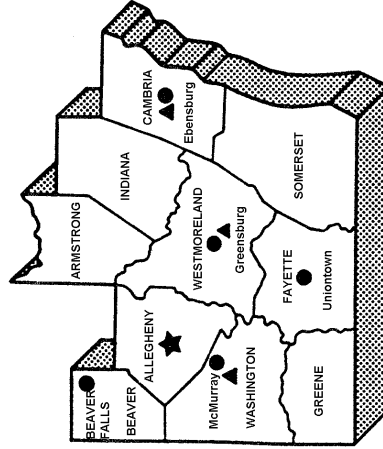 ARMSTRONG
INDIANA
CAMBRIA
Ebensburg
BEAVER
FALLS
BEAVER
ALLEGHENY
WESTMORELAND
Greensburg
SOMERSET
McMurray
WASHINGTON
FAYETTE
Uniontown
GREENE